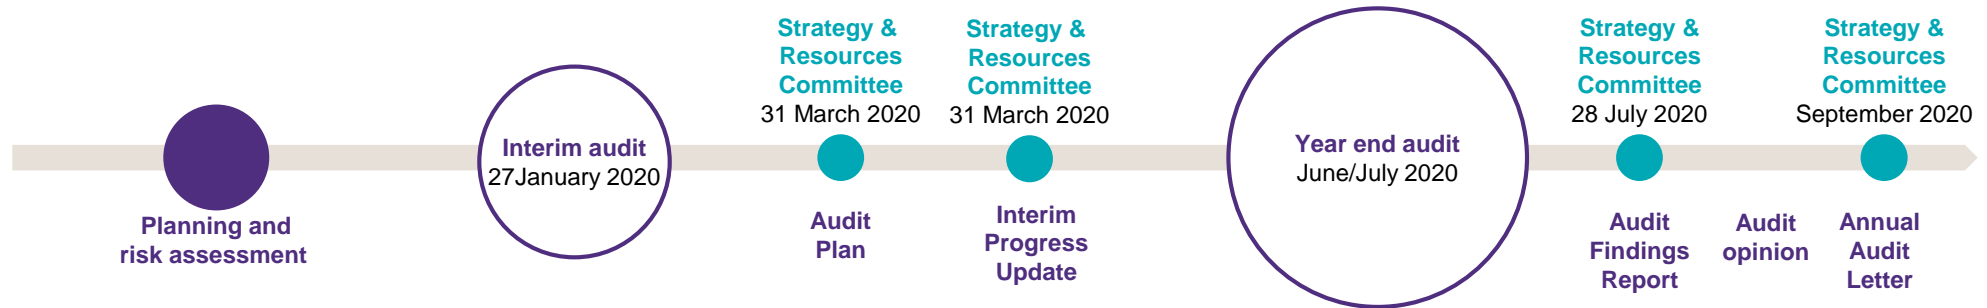 Planning and
risk assessment
Interim audit
27January 2020
Strategy &
Resources
Committee
31 March 2020
Audit
Plan
Strategy &
Resources
Committee
31 March 2020
Interim
Progress
Update
Year end audit
June/July 2020
Strategy &
Resources
Committee
28 July 2020
Audit
Findings
Report
Audit
opinion
Strategy &
Resources
Committee
September 2020
Annual
Audit
Letter